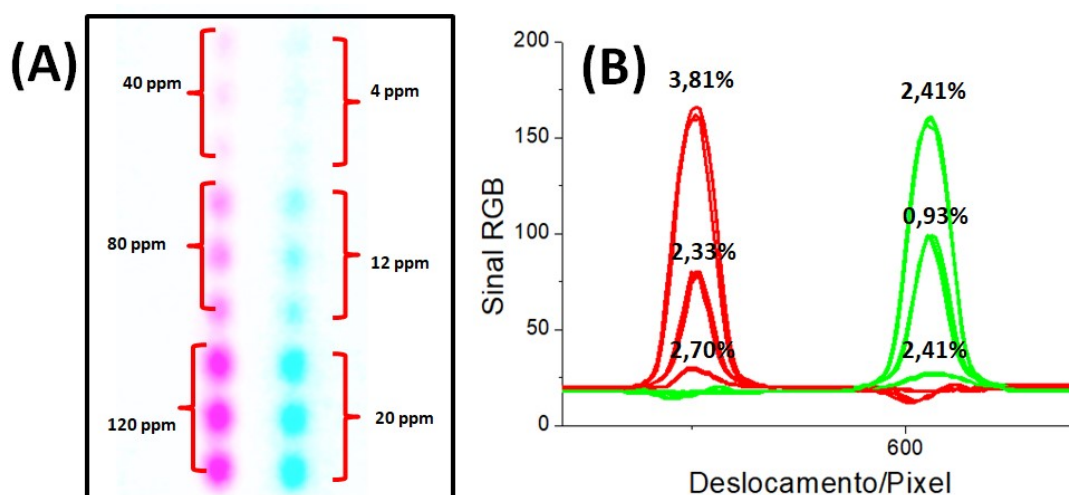 (A)
40 ppm
4 ppm
80 ppm
12 ppm
120 ppm
20 ppm
(B)
200
150
100
50
0
3,81%
2,41%
2,33%
0,93%
2,70%
2,41%
600
Sinal RGB
Deslocamento/Pixel